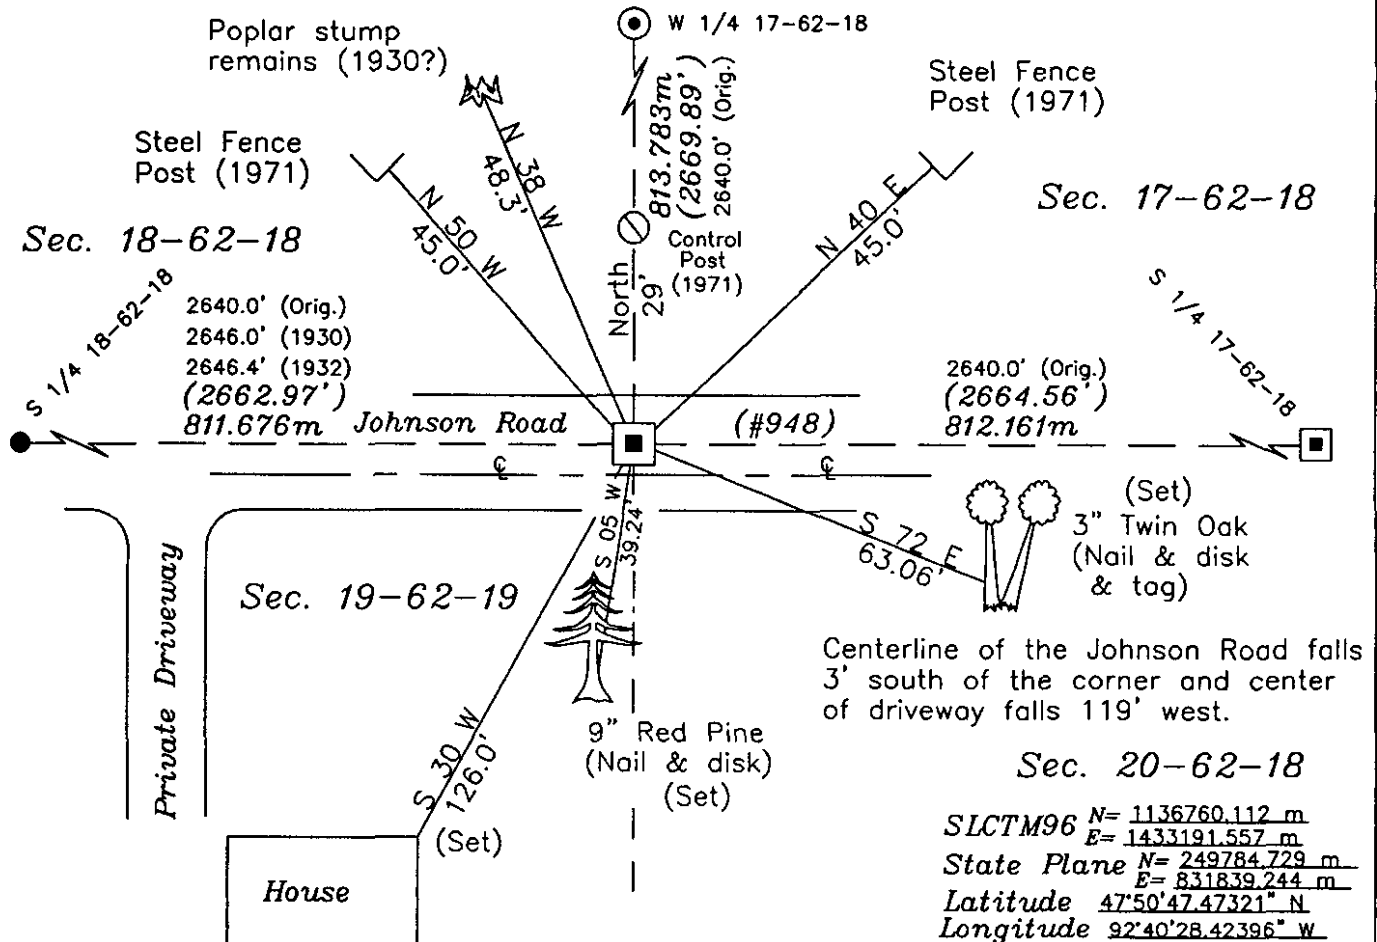 Poplar stump
remains (1930?)
W 1/4 17-62-18
Steel Fence
Post (1971)
Steel Fence
Post (1971)
N 38 W
48.3'
813.783m
(2669.89')
2640.0' (Orig.)
N 50 W
45.0'
N 40 E
45.0'
Control
Post
(1971)
North
29'
Sec. 18-62-18
Sec. 17-62-18
S 1/4 18-62-18
2640.0' (Orig.)
2646.0' (1930)
2646.4' (1932)
(2662.97')
811.676m
Johnson Road
(#948)
2640.0' (Orig.)
(2664.56')
812.161m
S 1/4 17-62-18
℄
℄
S 05 W
39.24'
S 72 E
63.06'
(Set)
3" Twin Oak
(Nail & disk
& tag)
Private Driveway
Sec. 19-62-19
S 30 W
126.0'
(Set)
House
9" Red Pine
(Nail & disk)
(Set)
Centerline of the Johnson Road falls
3' south of the corner and center
of driveway falls 119' west.
Sec. 20-62-18
SLCTM96 N= 1136760.112 m
E= 1433191.557 m
State Plane N= 249784.729 m
E= 831839.244 m
Latitude 47°50'47.47321" N
Longitude 92°40'28.42396" W